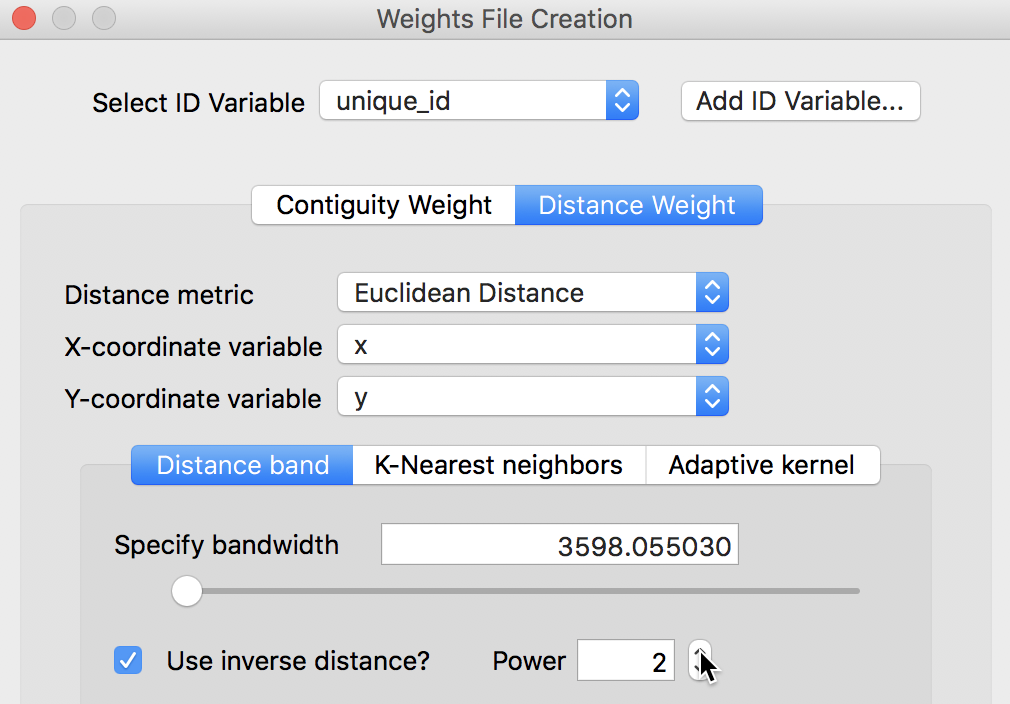 Weights File Creation
Select ID Variable unique_id Add ID Variable...
Contiguity Weight Distance Weight
Distance metric Euclidean Distance
X-coordinate variable x
Y-coordinate variable y
Distance band K-Nearest neighbors Adaptive kernel
Specify bandwidth 3598.055030
Use inverse distance? Power 2